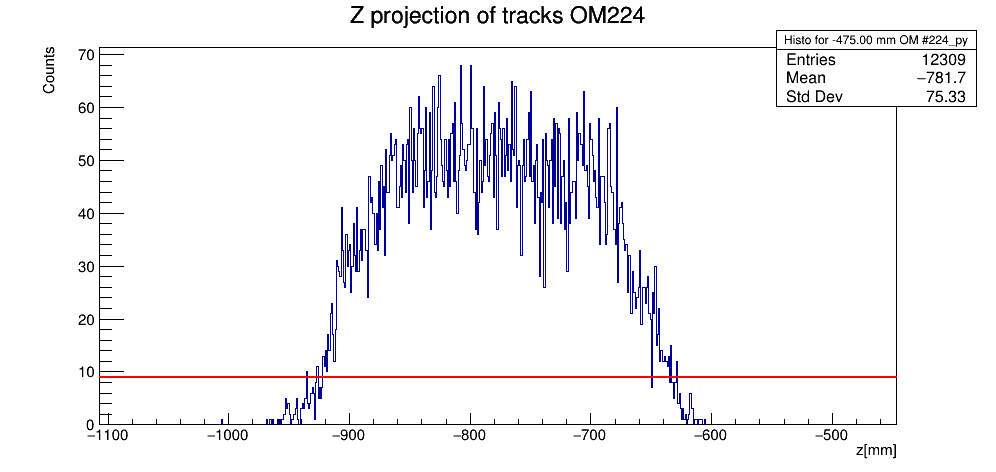 Z projection of tracks OM224
Histo for -475.00 mm OM #224_py
Entries 12309
Mean −781.7
Std Dev 75.33
Counts
70
60
50
40
30
20
10
0
−1100 −1000 −900 −800 −700 −600 −500
z[mm]